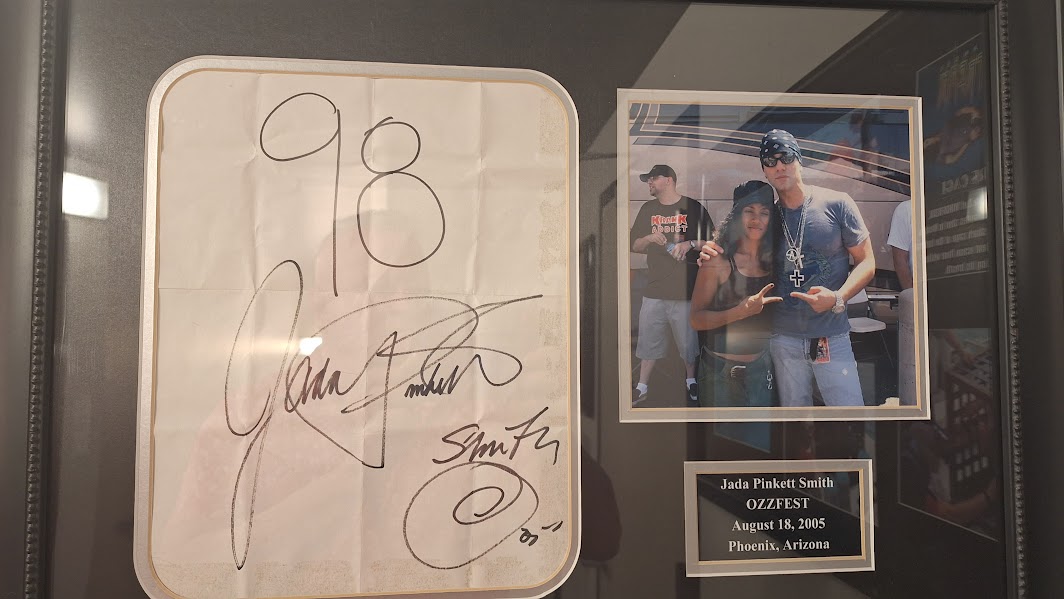 98
Jada Pinkett
Smith
05"
KICKIN
ADDICT
Jada Pinkett Smith
OZZFEST
August 18, 2005
Phoenix, Arizona